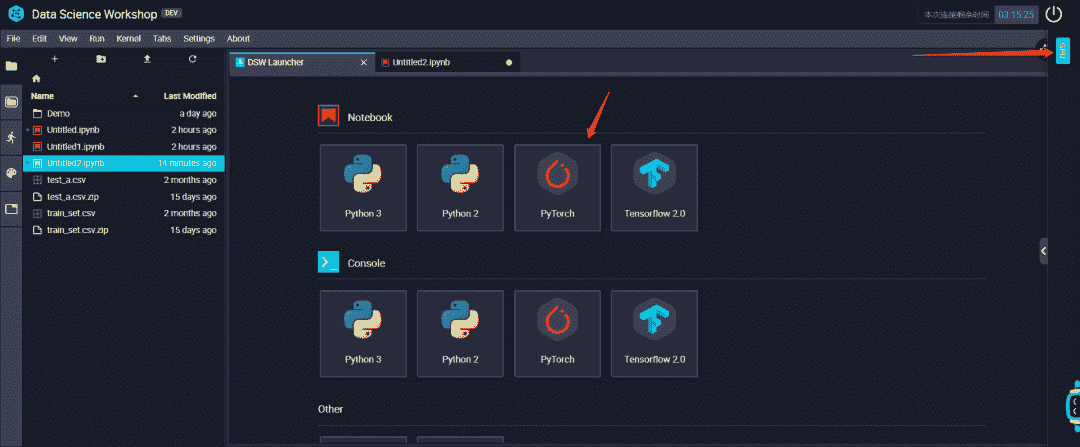 Data Science Workshop DEV
本次连接剩余时间 03:15:25
File Edit View Run Kernel Tabs Settings About
GPU
DSW Launcher
Untitled2.ipynb
Name Last Modified
Demo a day ago
Untitled.ipynb 2 hours ago
Untitled1.ipynb 2 hours ago
Untitled2.ipynb 14 minutes ago
test_a.csv 2 months ago
test_a.csv.zip 15 days ago
train_set.csv 2 months ago
train_set.csv.zip 15 days ago
Notebook
Python 3 Python 2 PyTorch Tensorflow 2.0
Console
Python 3 Python 2 PyTorch Tensorflow 2.0
Other